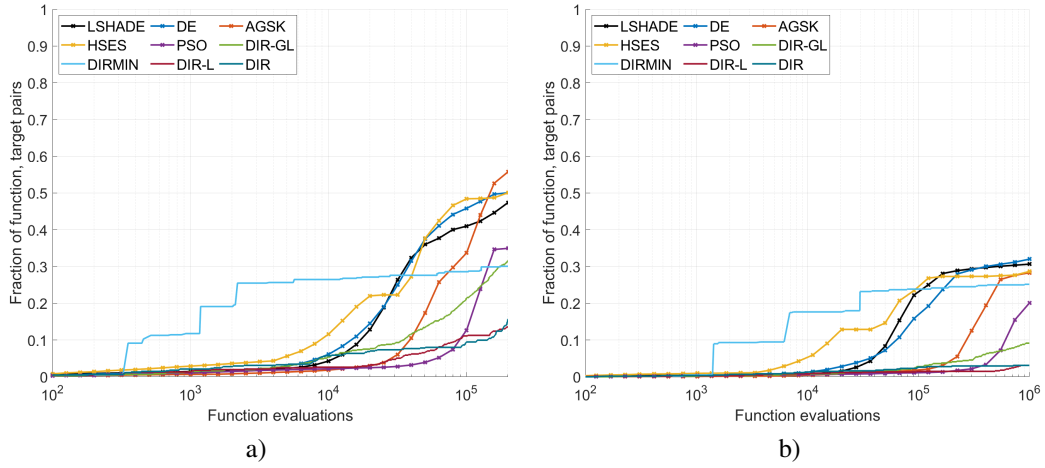 1
0.9
0.8
0.7
0.6
0.5
0.4
0.3
0.2
0.1
0
Fraction of function, target pairs
LSHADE DE AGSK
HSES PSO DIR-GL
DIRMIN DIR-L DIR
10^2 10^3 10^4 10^5
Function evaluations
a)
1
0.9
0.8
0.7
0.6
0.5
0.4
0.3
0.2
0.1
0
Fraction of function, target pairs
LSHADE DE AGSK
HSES PSO DIR-GL
DIRMIN DIR-L DIR
10^2 10^3 10^4 10^5 10^6
Function evaluations
b)